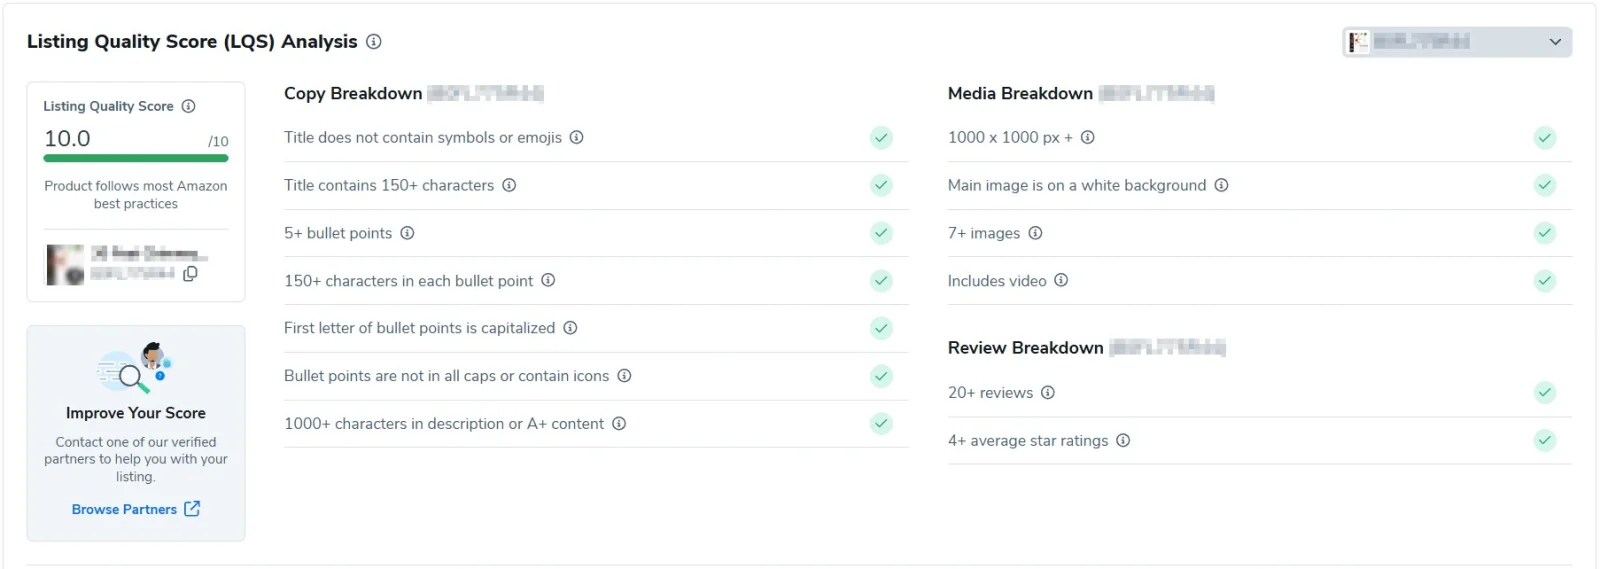 Listing Quality Score (LQS) Analysis
Listing Quality Score
10.0 /10
Product follows most Amazon
best practices
Improve Your Score
Contact one of our verified
partners to help you with your
listing.
Browse Partners
Copy Breakdown
Title does not contain symbols or emojis
Title contains 150+ characters
5+ bullet points
150+ characters in each bullet point
First letter of bullet points is capitalized
Bullet points are not in all caps or contain icons
1000+ characters in description or A+ content
Media Breakdown
1000 x 1000 px +
Main image is on a white background
7+ images
Includes video
Review Breakdown
20+ reviews
4+ average star ratings